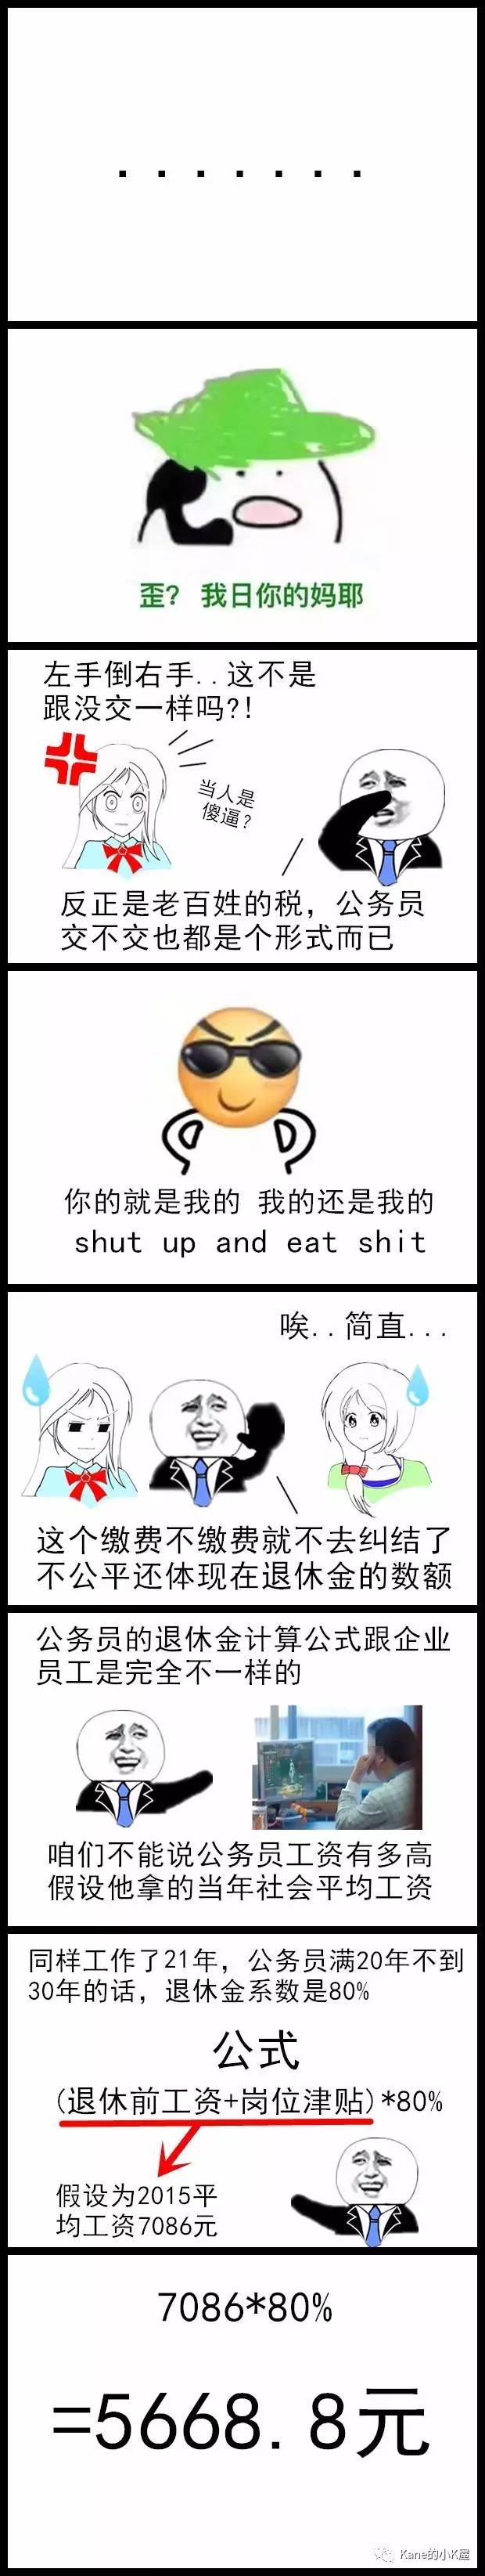 .......
歪? 我日你的妈耶
左手倒右手..这不是
跟没交一样吗?!
当人是
傻逼?
反正是老百姓的税，公务员
交不交也都是个形式而已
你的就是我的 我的还是我的
shut up and eat shit
唉..简直...
这个缴费不缴费就不去纠结了
不公平还体现在退休金的数额
公务员的退休金计算公式跟企业
员工是完全不一样的
咱们不能说公务员工资有多高
假设他拿的当年社会平均工资
同样工作了21年，公务员满20年不到
30年的话，退休金系数是80%
公式
(退休前工资+岗位津贴)*80%
假设为2015平
均工资7086元
7086*80%
=5668.8元
Kane的小K屋